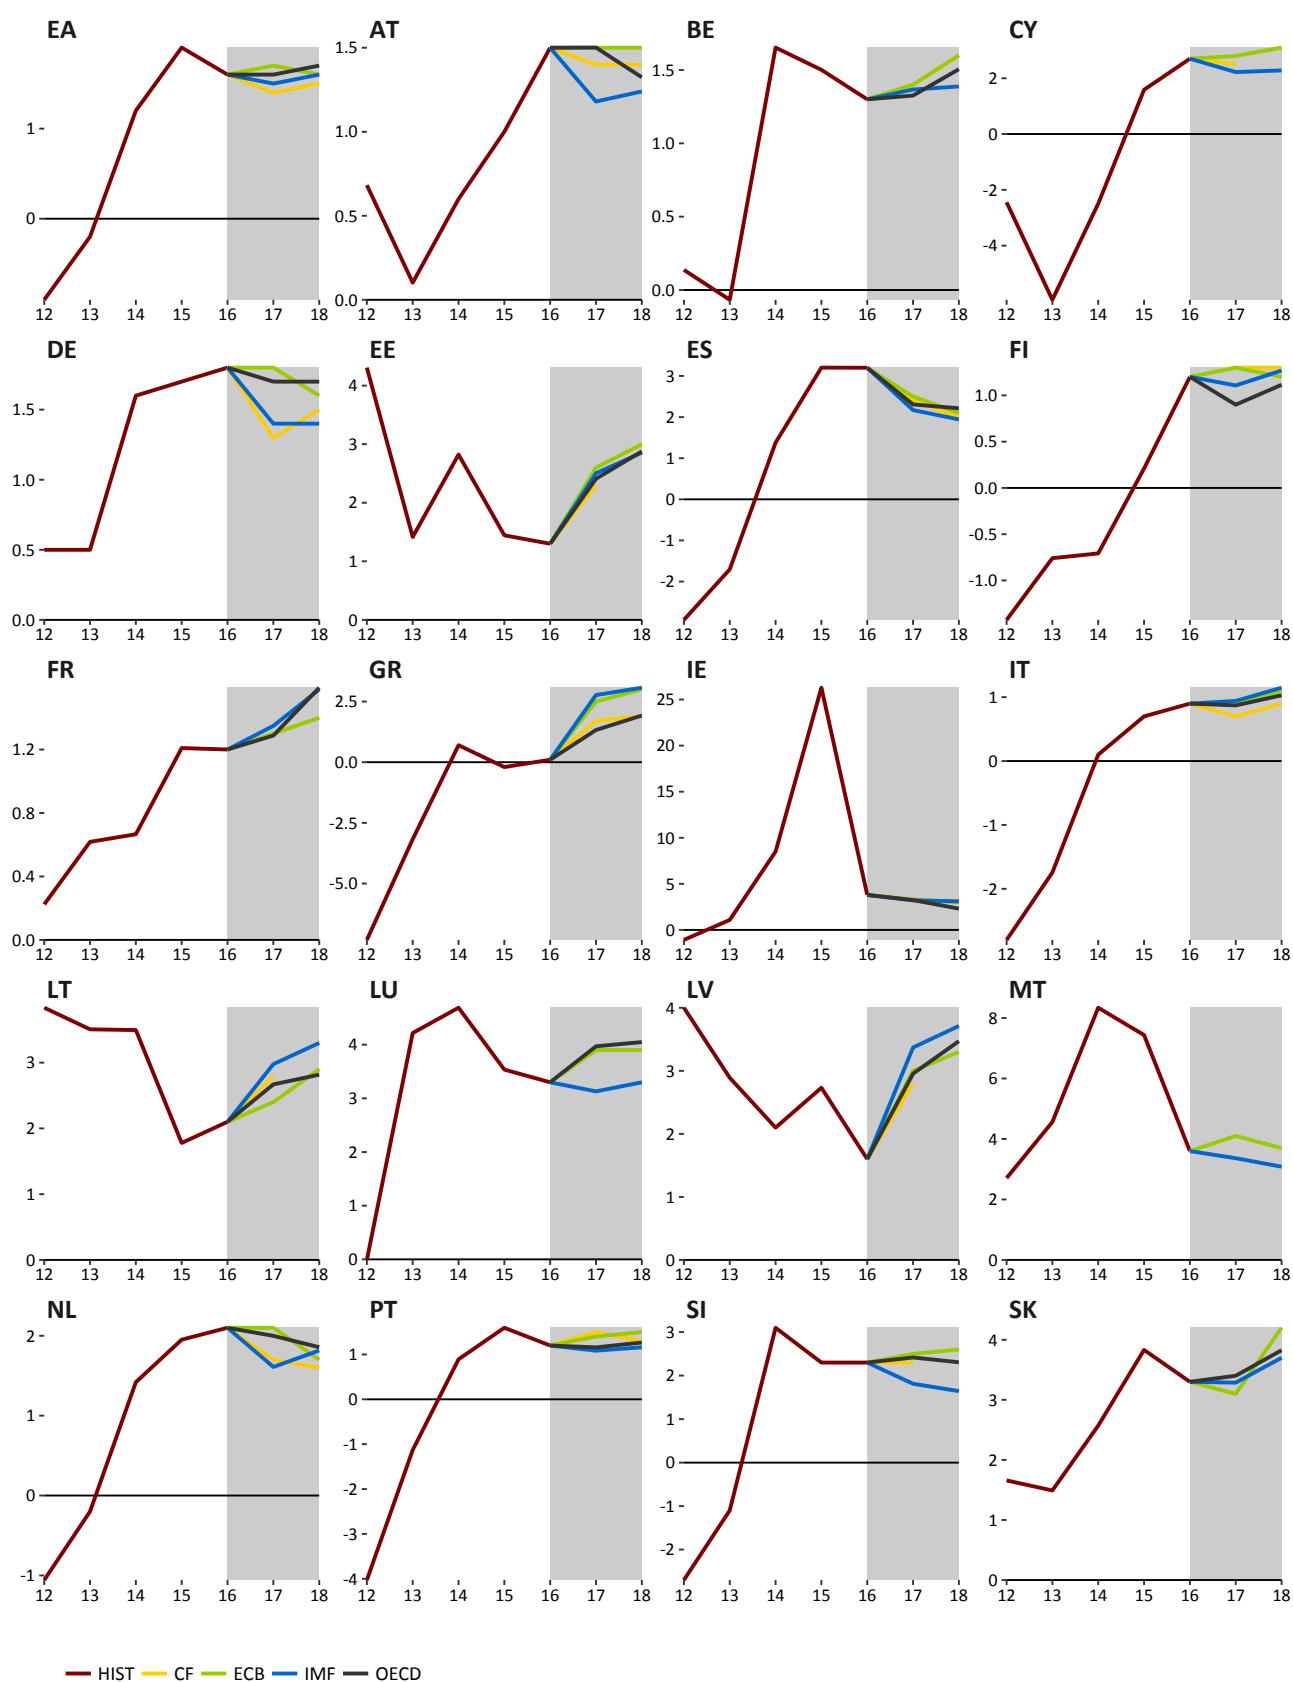 EA AT BE CY
1.5 1.5 2
1 1.0 1.0 0
0 0.5 0.5 -2
-4
0.0 0.0
12 13 14 15 16 17 18 12 13 14 15 16 17 18 12 13 14 15 16 17 18 12 13 14 15 16 17 18
DE EE ES FI
1.5 4 3 1.0
3 2 0.5
1.0 2 1 0.0
0.5 1 0 -0.5
-1 -1.0
0.0 0 -2
12 13 14 15 16 17 18 12 13 14 15 16 17 18 12 13 14 15 16 17 18 12 13 14 15 16 17 18
FR GR IE IT
1.2 2.5 25 1
0.8 0.0 20 0
0.4 -2.5 15 -1
0.0 -5.0 10 -2
5
0
12 13 14 15 16 17 18 12 13 14 15 16 17 18 12 13 14 15 16 17 18 12 13 14 15 16 17 18
LT LU LV MT
3 4 4 8
2 3 3 6
1 2 2 4
0 1 1 2
0 0 0
12 13 14 15 16 17 18 12 13 14 15 16 17 18 12 13 14 15 16 17 18 12 13 14 15 16 17 18
NL PT SI SK
2 1 3 4
1 0 2 3
0 -1 1 2
-1 -2 0 1
-3 -1 0
-4 -2
12 13 14 15 16 17 18 12 13 14 15 16 17 18 12 13 14 15 16 17 18 12 13 14 15 16 17 18
HIST CF ECB IMF OECD